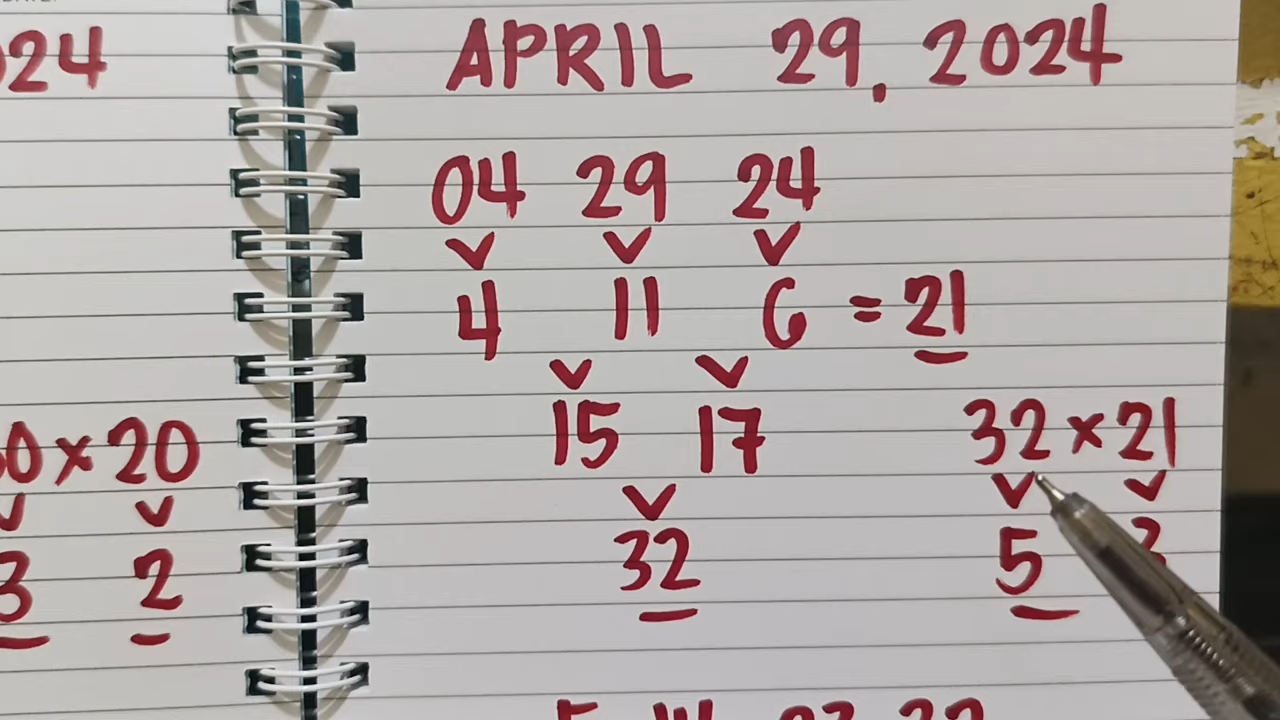 024
0 × 20
3 2
APRIL 29, 2024
04 29 24
4 11 6 = 21
15 17
32 × 21
32
5 3